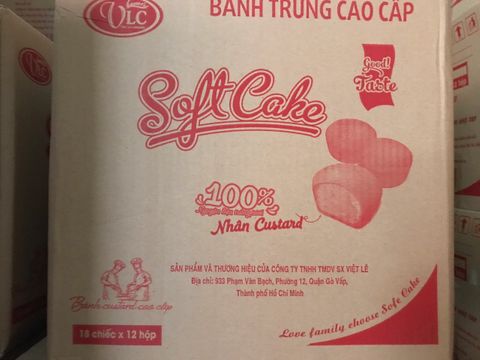 VLC
BÁNH TRỨNG CAO CẤP
Good!
Taste
Soft Cake
100%
Nhân Custard
SẢN PHẨM VÀ THƯƠNG HIỆU CỦA CÔNG TY TNHH TMDV SX VIỆT LÊ
Địa chỉ: 933 Phạm Văn Bạch, Phường 12, Quận Gò Vấp,
Thành phố Hồ Chí Minh
Bánh custard cao cấp
18 chiếc x 12 hộp
Love family choose Sofe Cake